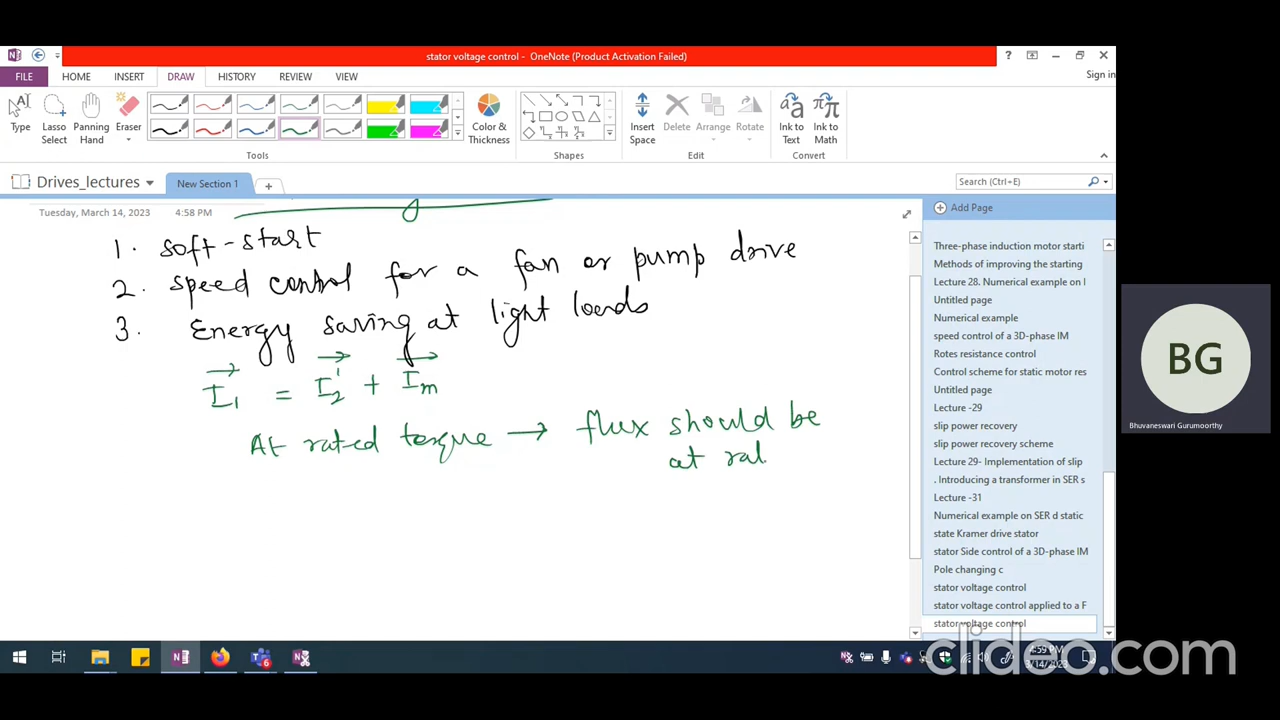 stator voltage control - OneNote (Product Activation Failed)
FILE HOME INSERT DRAW HISTORY REVIEW VIEW
Sign in
Type
Lasso Select
Panning Hand
Eraser
Color & Thickness
Insert Space
Delete
Arrange
Rotate
Ink to Text
Ink to Math
Tools
Shapes
Edit
Convert
Drives_lectures
New Section 1
Search (Ctrl+E)
Tuesday, March 14, 2023 4:58 PM
1. soft-start
2. speed control for a fan or pump drive
3. Energy saving at light loads
I₁ = I₂' + Iₘ
At rated torque → flux should be
at rat
Add Page
Three-phase induction motor starti
Methods of improving the starting
Lecture 28. Numerical example on I
Untitled page
Numerical example
speed control of a 3D-phase IM
Rotes resistance control
Control scheme for static motor res
Untitled page
Lecture -29
slip power recovery
slip power recovery scheme
Lecture 29- Implementation of slip
. Introducing a transformer in SER s
Lecture -31
Numerical example on SER d static
state Kramer drive stator
stator Side control of a 3D-phase IM
Pole changing c
stator voltage control
stator voltage control applied to a F
stator voltage control
BG
Bhuvaneswari Gurumoorthy
4:59 PM
3/14/2023
clideo.com